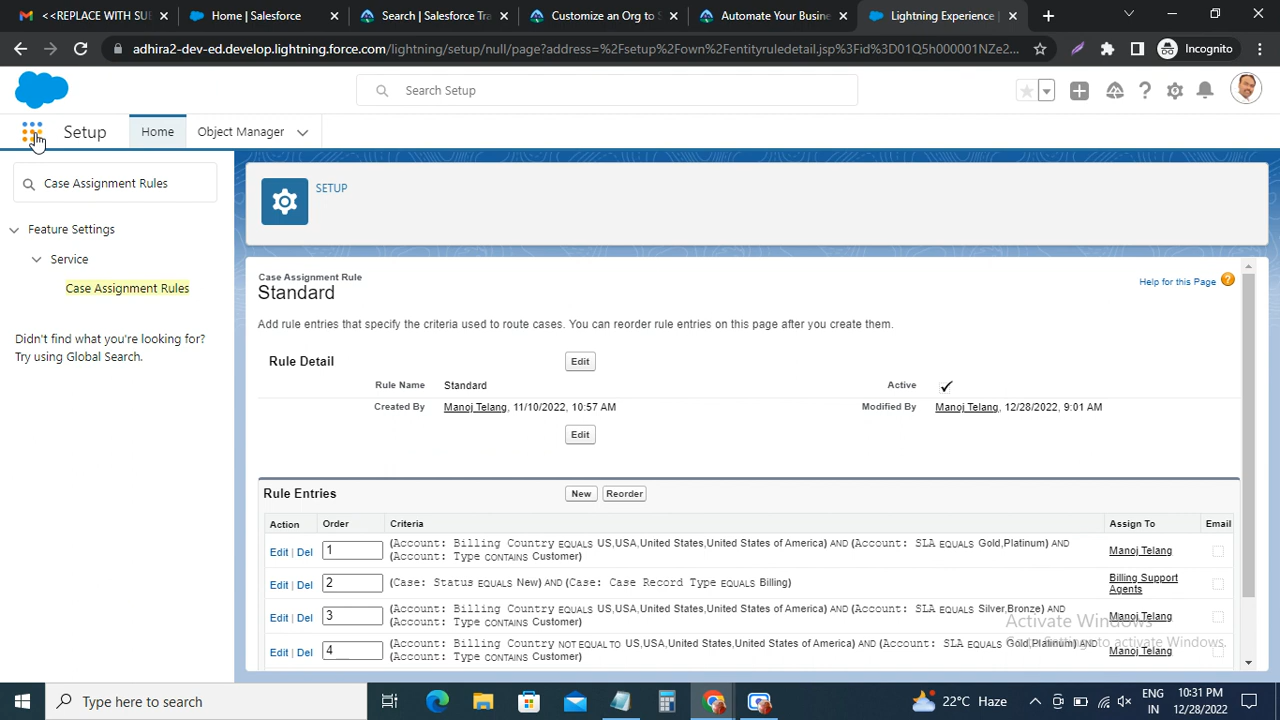 <<REPLACE WITH SUB
Home | Salesforce
Search | Salesforce Tra
Customize an Org to S
Automate Your Busine
Lightning Experience
adhira2-dev-ed.develop.lightning.force.com/lightning/setup/null/page?address=%2Fsetup%2Fown%2Fentityruledetail.jsp%3Fid%3D01Q5h000001NZe2...
Incognito
Search Setup
Setup
Home
Object Manager
Case Assignment Rules
Feature Settings
Service
Case Assignment Rules
Didn't find what you're looking for?
Try using Global Search.
SETUP
Case Assignment Rule
Standard
Help for this Page
Add rule entries that specify the criteria used to route cases. You can reorder rule entries on this page after you create them.
Rule Detail
Edit
Rule Name Standard
Active
Created By Manoj Telang, 11/10/2022, 10:57 AM
Modified By Manoj Telang, 12/28/2022, 9:01 AM
Edit
Rule Entries
New Reorder
Action Order Criteria Assign To Email
Edit | Del 1 (Account: Billing Country EQUALS US,USA,United States,United States of America) AND (Account: SLA EQUALS Gold,Platinum) AND
(Account: Type CONTAINS Customer)
Manoj Telang
Edit | Del 2 (Case: Status EQUALS New) AND (Case: Case Record Type EQUALS Billing)
Billing Support
Agents
Edit | Del 3 (Account: Billing Country EQUALS US,USA,United States,United States of America) AND (Account: SLA EQUALS Silver,Bronze) AND
(Account: Type CONTAINS Customer)
Manoj Telang
Edit | Del 4 (Account: Billing Country NOT EQUAL TO US,USA,United States,United States of America) AND (Account: SLA EQUALS Gold,Platinum) AND
(Account: Type CONTAINS Customer)
Manoj Telang
Activate Windows
to activate Windows.
Type here to search
22°C Haze
ENG
IN
10:31 PM
12/28/2022